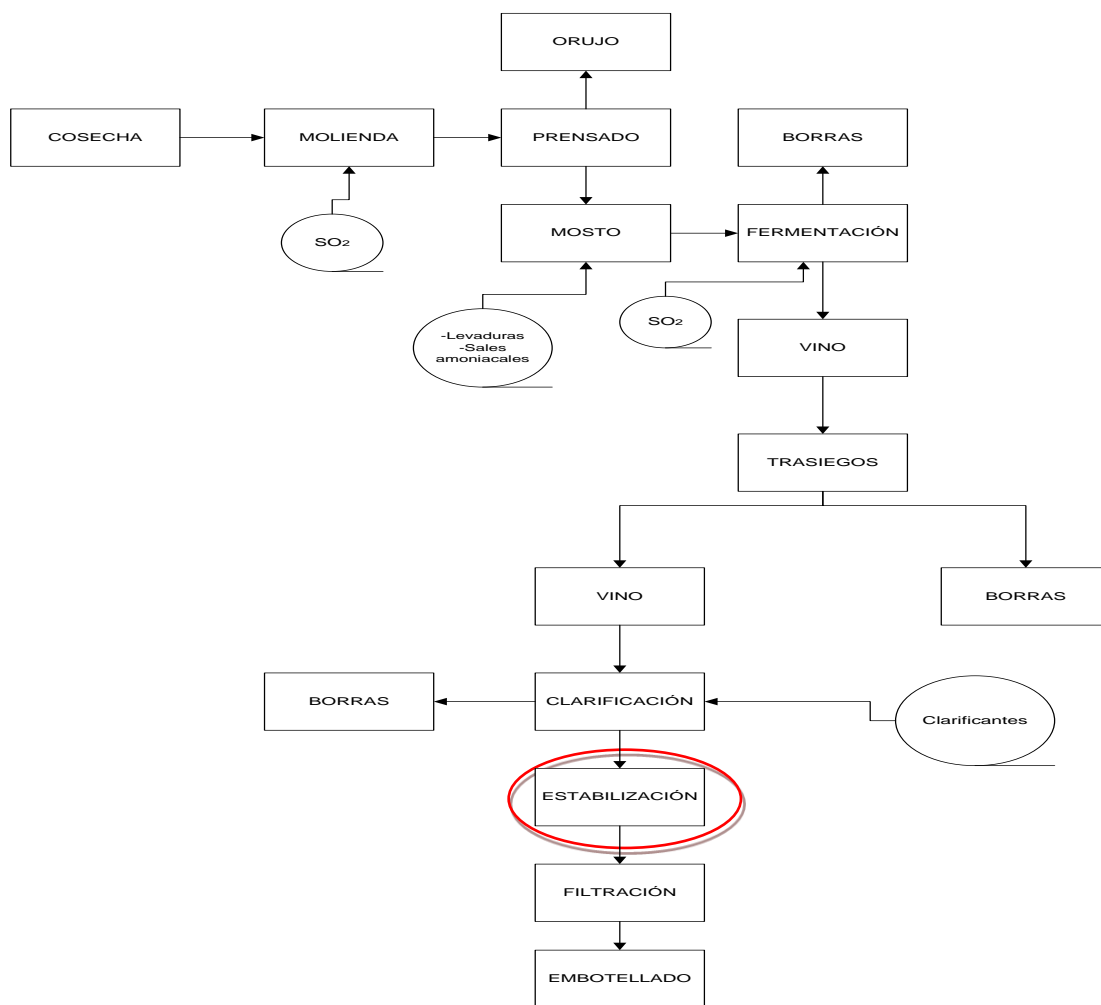 ORUJO
COSECHA
MOLIENDA
PRENSADO
BORRAS
SO2
MOSTO
FERMENTACIÓN
-Levaduras
-Sales
amoniacales
SO2
VINO
TRASIEGOS
VINO
BORRAS
BORRAS
CLARIFICACIÓN
Clarificantes
ESTABILIZACIÓN
FILTRACIÓN
EMBOTELLADO